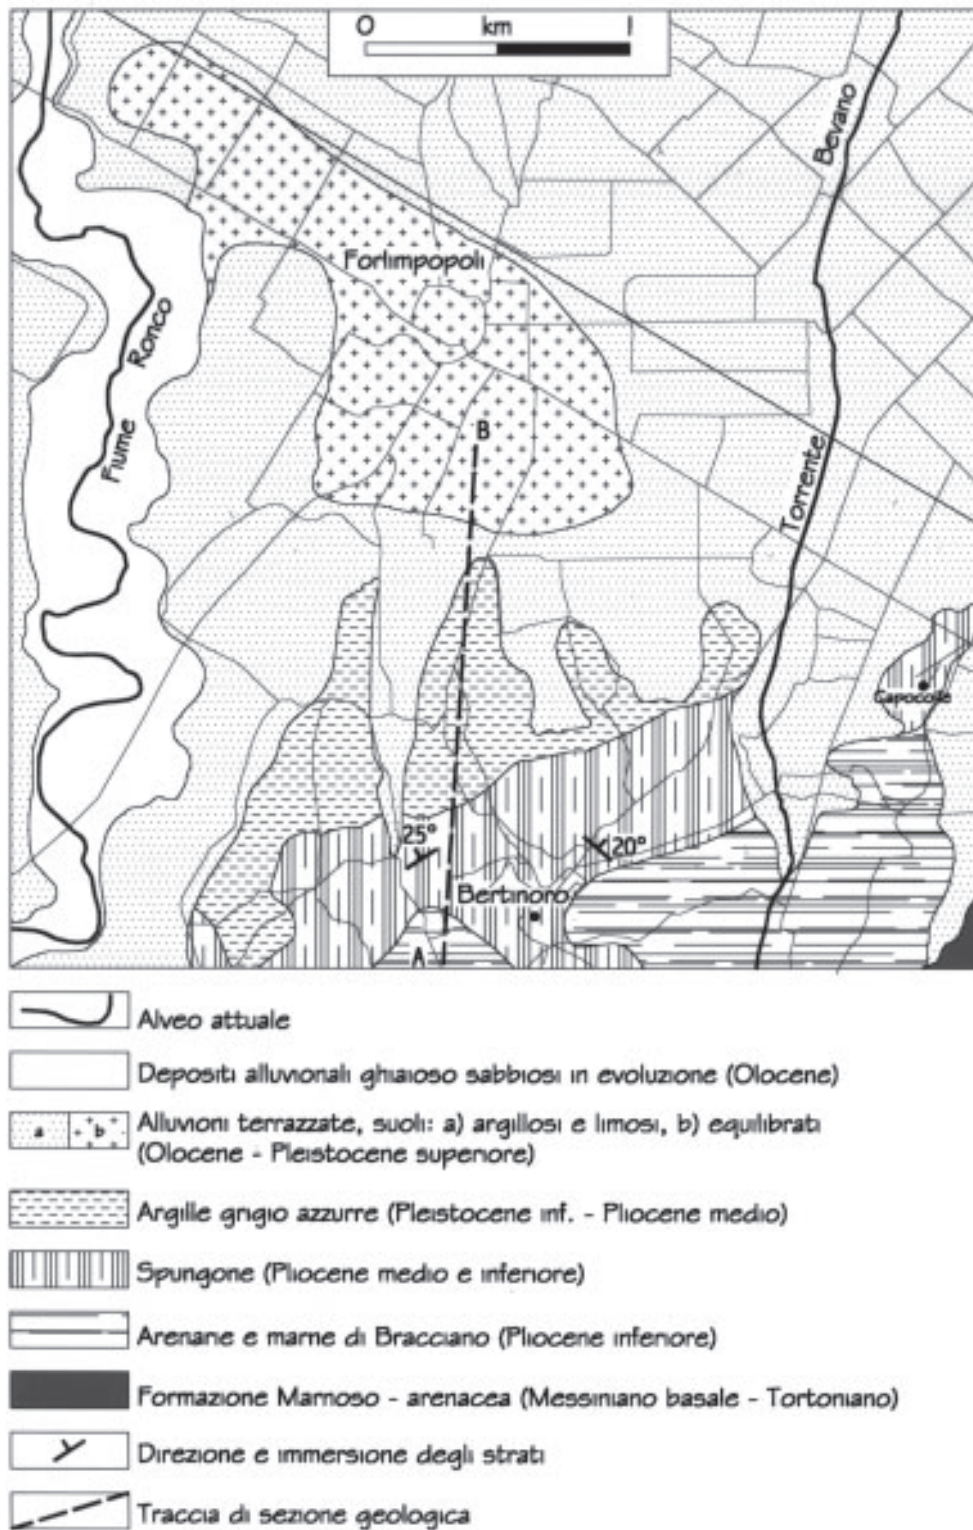 0 km 1
Bevano
Forlimpopoli
Fiume Ronco
B
Torrente
Capocolle
25°
20°
Bertinoro
A
Alveo attuale
Depositi alluvionali ghiaioso sabbiosi in evoluzione (Olocene)
a b Alluvioni terrazzate, suoli: a) argillosi e limosi, b) equilibrati
(Olocene - Pleistocene superiore)
Argille grigio azzurre (Pleistocene inf. - Pliocene medio)
Spungone (Pliocene medio e inferiore)
Arenarie e marne di Bracciano (Pliocene inferiore)
Formazione Marnoso - arenacea (Messiniano basale - Tortoniano)
Direzione e immersione degli strati
Traccia di sezione geologica